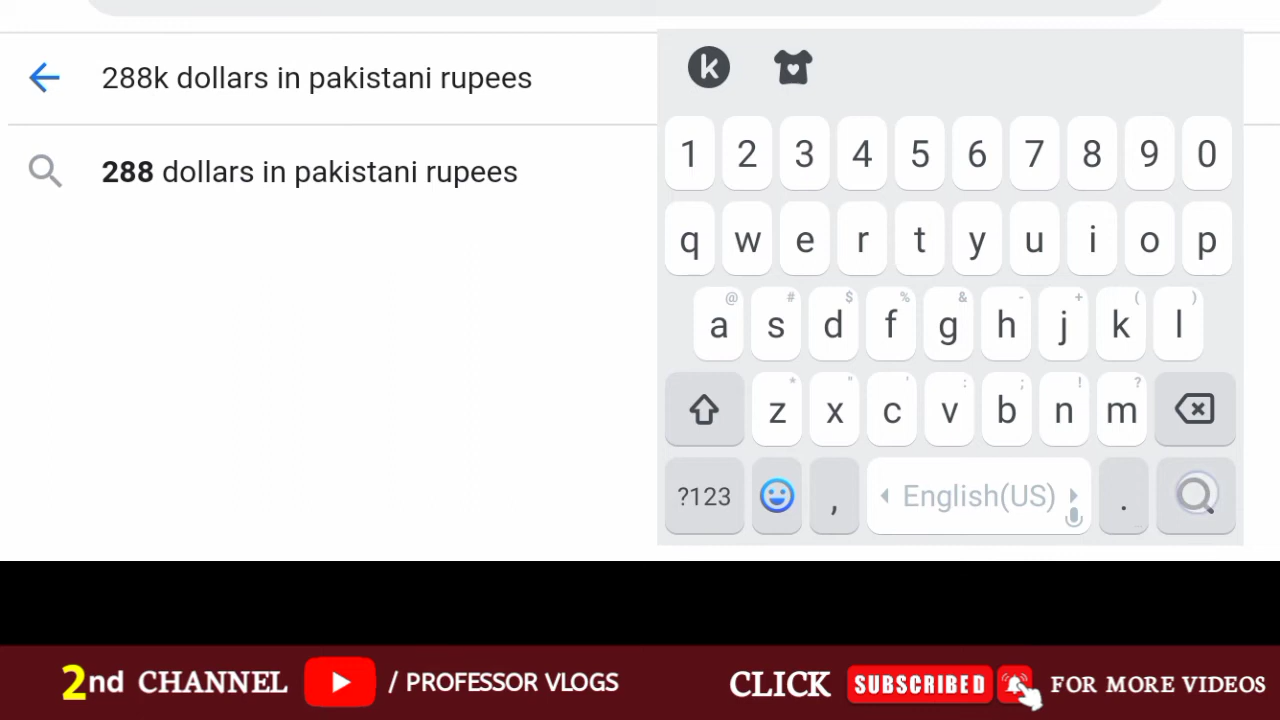 288k dollars in pakistani rupees
288 dollars in pakistani rupees
k
1 2 3 4 5 6 7 8 9 0
q w e r t y u i o p
@ # $ % & - + ( )
a s d f g h j k l
* " ' : ; ! ?
z x c v b n m
?123 , English(US) .
2nd CHANNEL / PROFESSOR VLOGS CLICK SUBSCRIBED FOR MORE VIDEOS